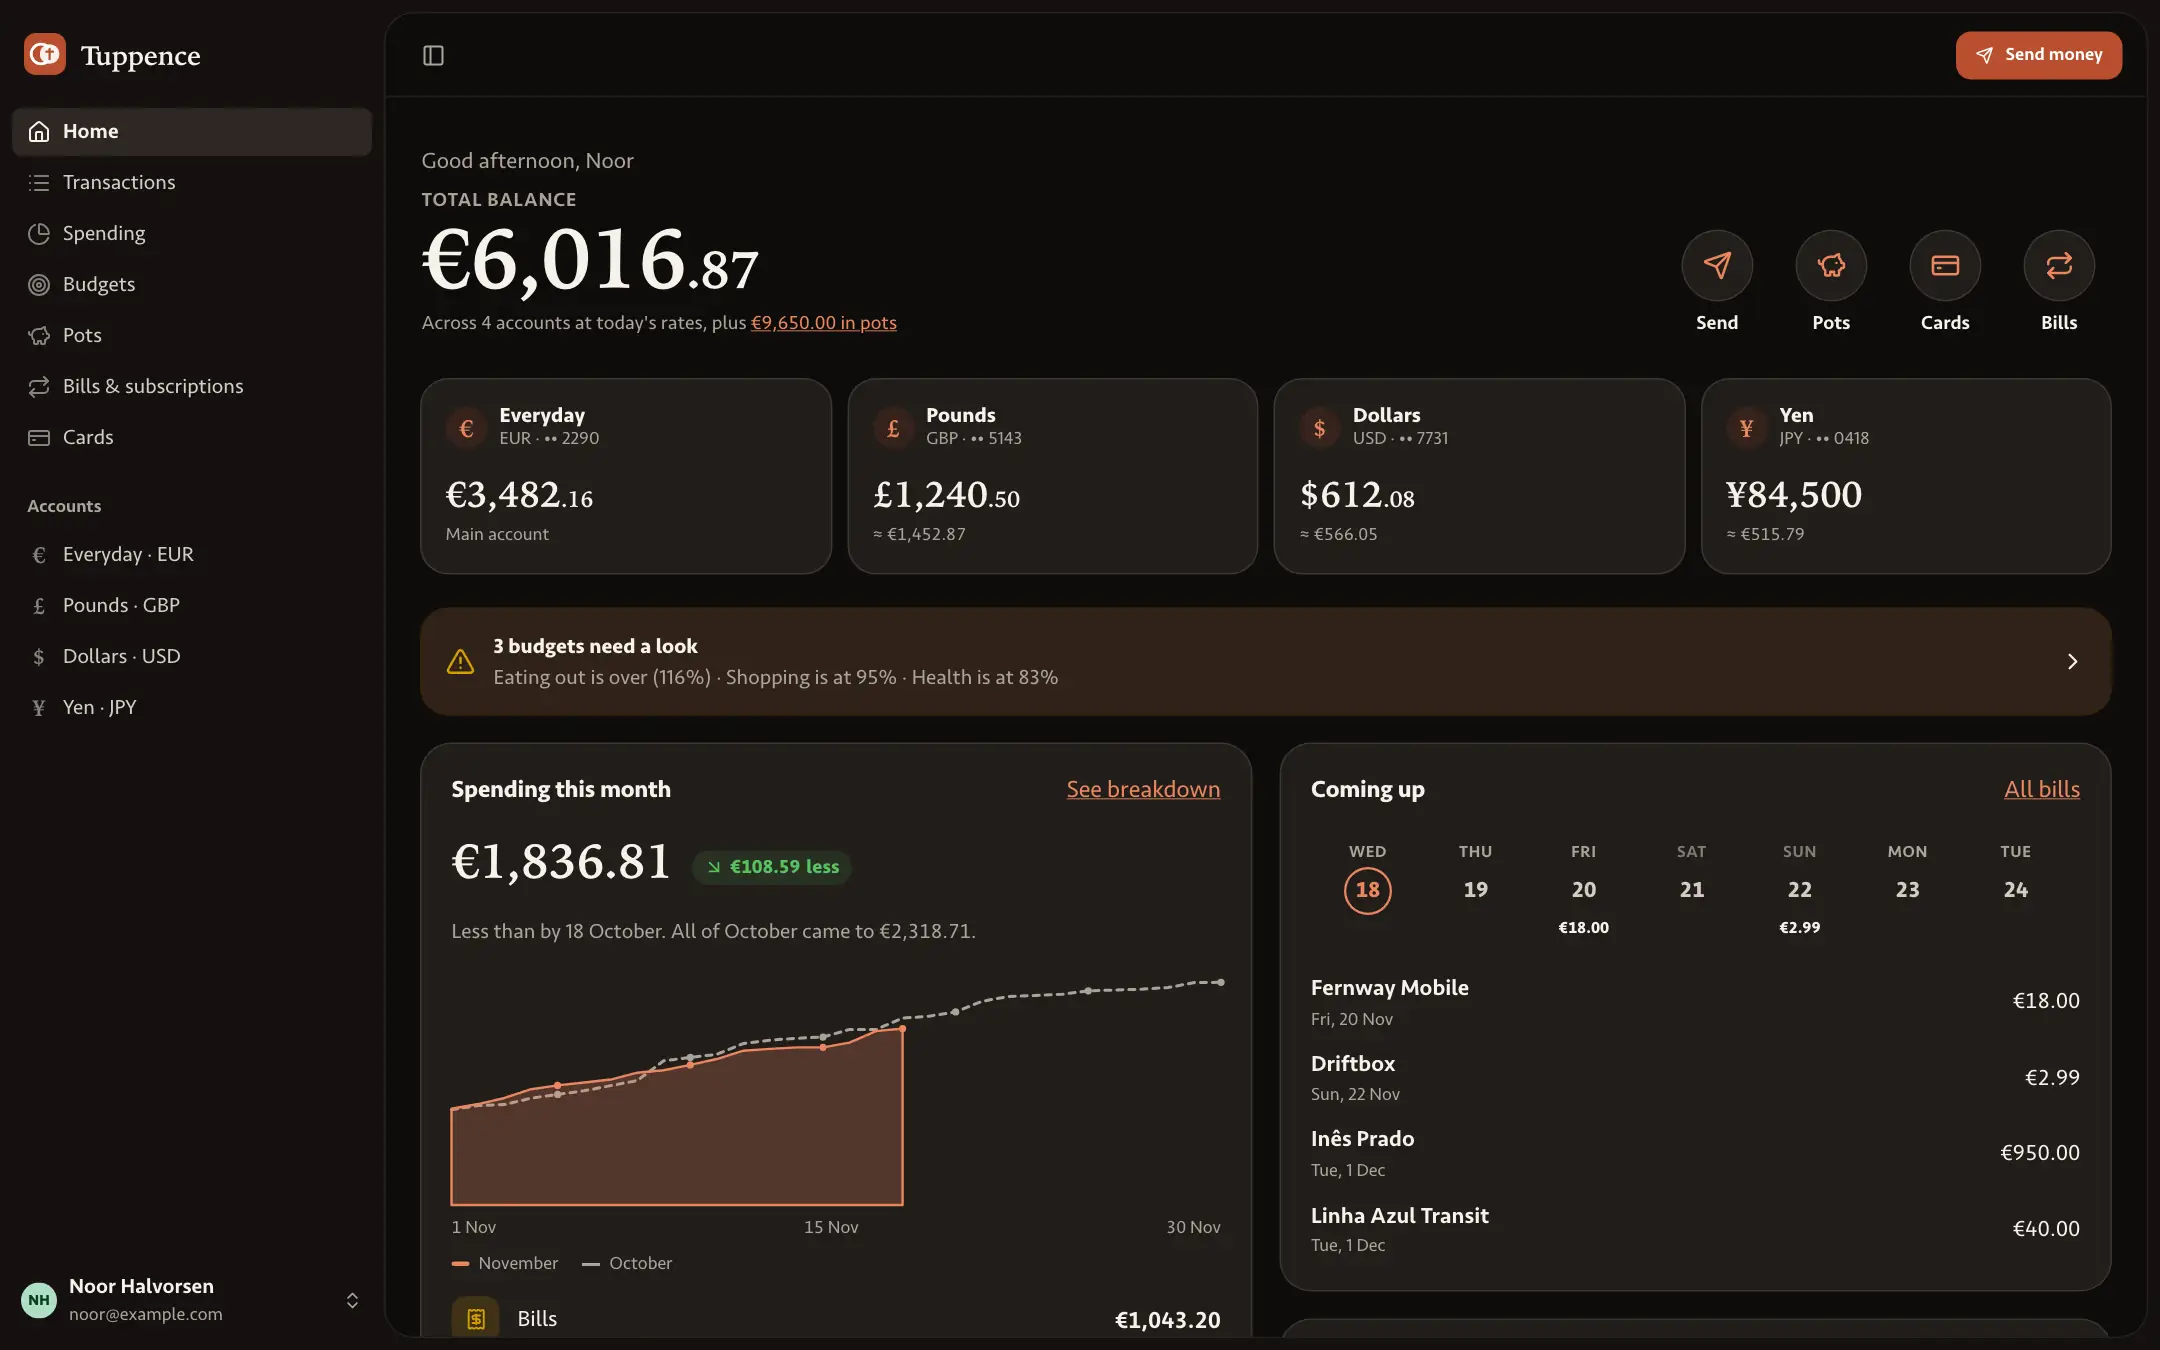 Tuppence
Home
Transactions
Spending
Budgets
Pots
Bills & subscriptions
Cards
Accounts
€ Everyday · EUR
£ Pounds · GBP
$ Dollars · USD
¥ Yen · JPY
NH
Noor Halvorsen
noor@example.com
Send money
Good afternoon, Noor
TOTAL BALANCE
€6,016.87
Across 4 accounts at today's rates, plus €9,650.00 in pots
Send
Pots
Cards
Bills
€
Everyday
EUR · •• 2290
€3,482.16
Main account
£
Pounds
GBP · •• 5143
£1,240.50
≈ €1,452.87
$
Dollars
USD · •• 7731
$612.08
≈ €566.05
¥
Yen
JPY · •• 0418
¥84,500
≈ €515.79
3 budgets need a look
Eating out is over (116%) · Shopping is at 95% · Health is at 83%
Spending this month
See breakdown
€1,836.81
€108.59 less
Less than by 18 October. All of October came to €2,318.71.
1 Nov
15 Nov
30 Nov
November
October
Bills
€1,043.20
Coming up
All bills
WED THU FRI SAT SUN MON TUE
18 19 20 21 22 23 24
€18.00 €2.99
Fernway Mobile
Fri, 20 Nov
€18.00
Driftbox
Sun, 22 Nov
€2.99
Inês Prado
Tue, 1 Dec
€950.00
Linha Azul Transit
Tue, 1 Dec
€40.00